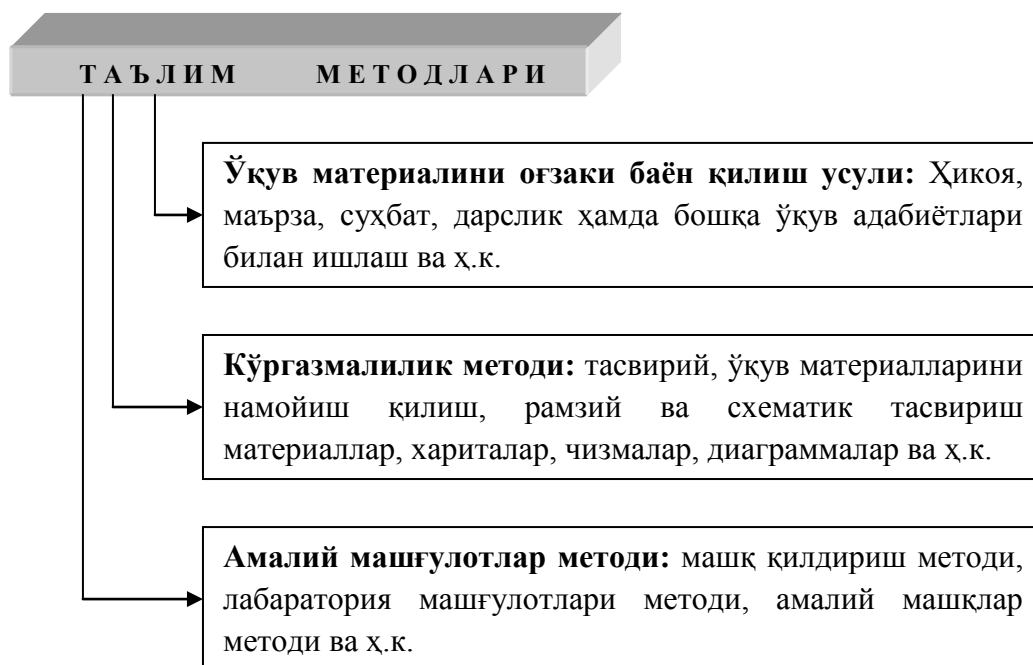 ТАЪЛИМ МЕТОДЛАРИ
Ўқув материалини оғзаки баён қилиш усули: Ҳикоя,
маърза, суҳбат, дарслик ҳамда бошқа ўқув адабиётлари
билан ишлаш ва ҳ.к.
Кўргазмалилик методи: тасвирий, ўқув материалларини
намойиш қилиш, рамзий ва схематик тасвириш
материаллар, хариталар, чизмалар, диаграммалар ва ҳ.к.
Амалий машғулотлар методи: машқ қилдириш методи,
лабаратория машғулотлари методи, амалий машқлар
методи ва ҳ.к.